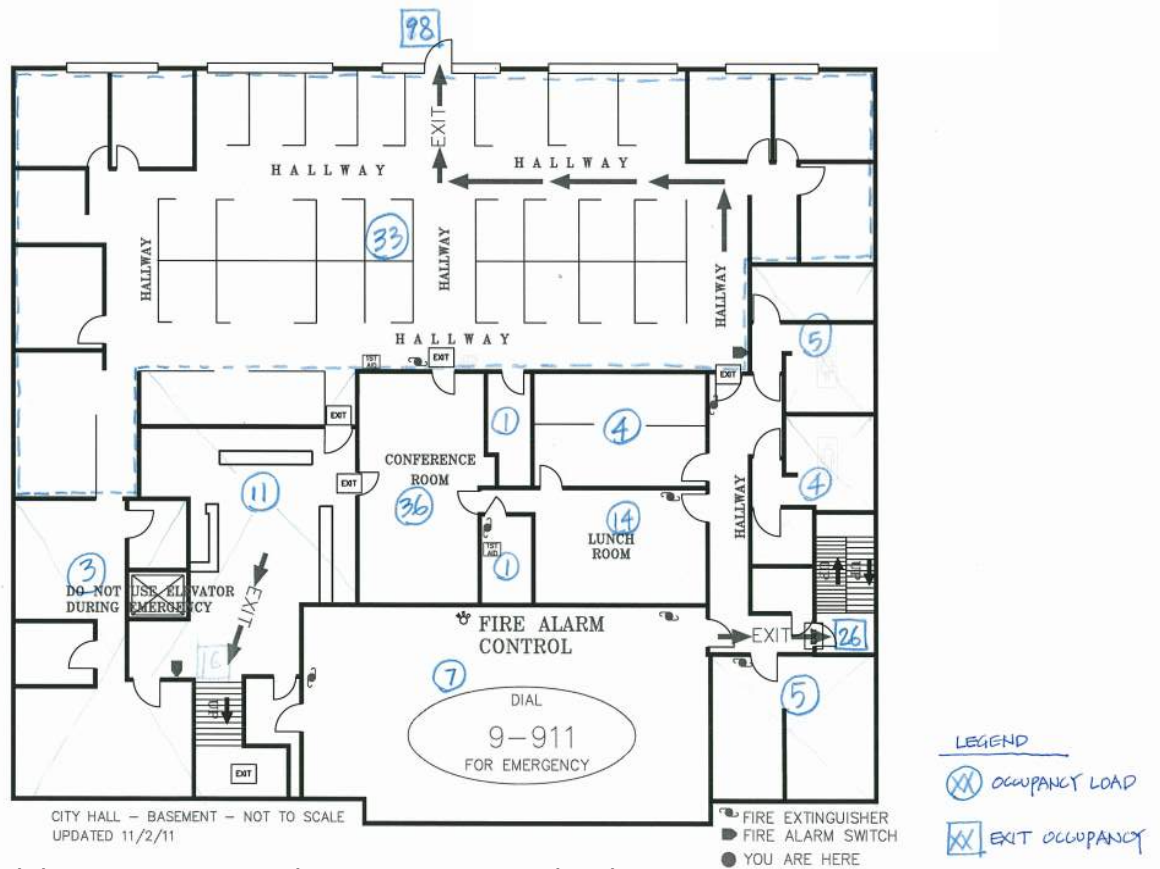 98
EXIT
HALLWAY
HALLWAY
33
HALLWAY
HALLWAY
HALLWAY
HALLWAY
5
1ST AID
EXIT
EXIT
EXIT
1
4
CONFERENCE
ROOM
EXIT
11
36
4
14
LUNCH
ROOM
HALLWAY
1ST AID
1
3
DO NOT USE ELEVATOR
DURING EMERGENCY
EXIT
UP
UP
FIRE ALARM
CONTROL
EXIT
26
16
7
5
DIAL
9-911
FOR EMERGENCY
UP
EXIT
LEGEND
XX OCCUPANCY LOAD
XX EXIT OCCUPANCY
CITY HALL - BASEMENT - NOT TO SCALE
UPDATED 11/2/11
FIRE EXTINGUISHER
FIRE ALARM SWITCH
YOU ARE HERE